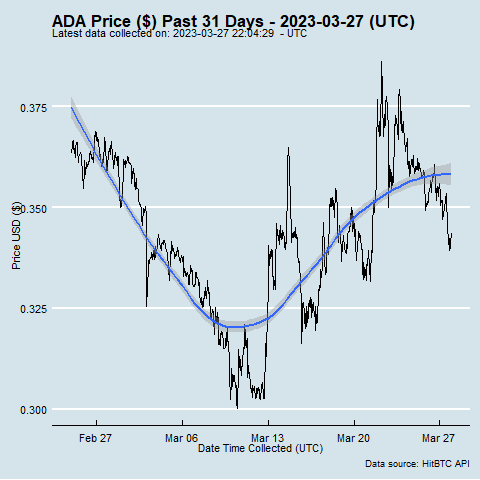 ADA Price ($) Past 31 Days - 2023-03-27 (UTC)
Latest data collected on: 2023-03-27 22:04:29 - UTC
0.375
0.350
0.325
0.300
Price USD ($)
Feb 27 Mar 06 Mar 13 Mar 20 Mar 27
Date Time Collected (UTC)
Data source: HitBTC API